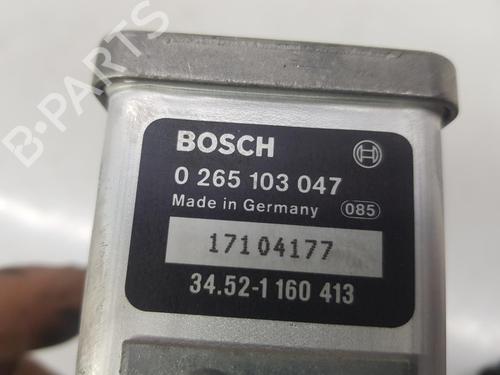 B-PARTS
BOSCH
0 265 103 047
Made in Germany 085
17104177
34.52-1 160 413